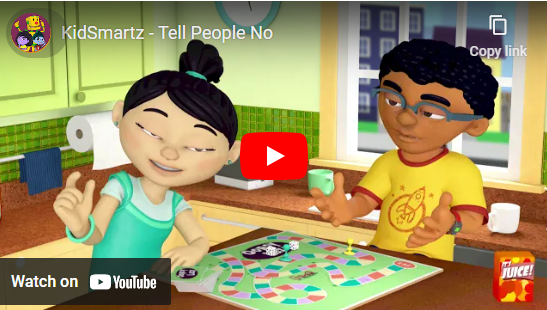 KidSmartz - Tell People No
Copy link
Watch on YouTube
JUICE!